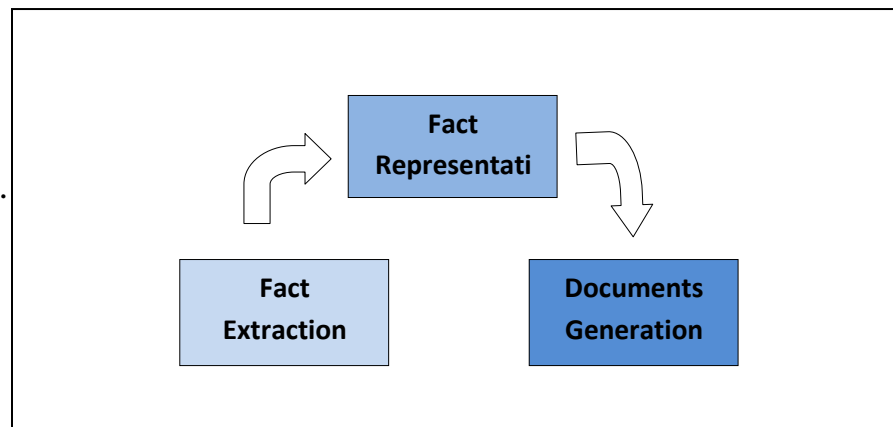 Fact
Representati
Fact
Extraction
Documents
Generation